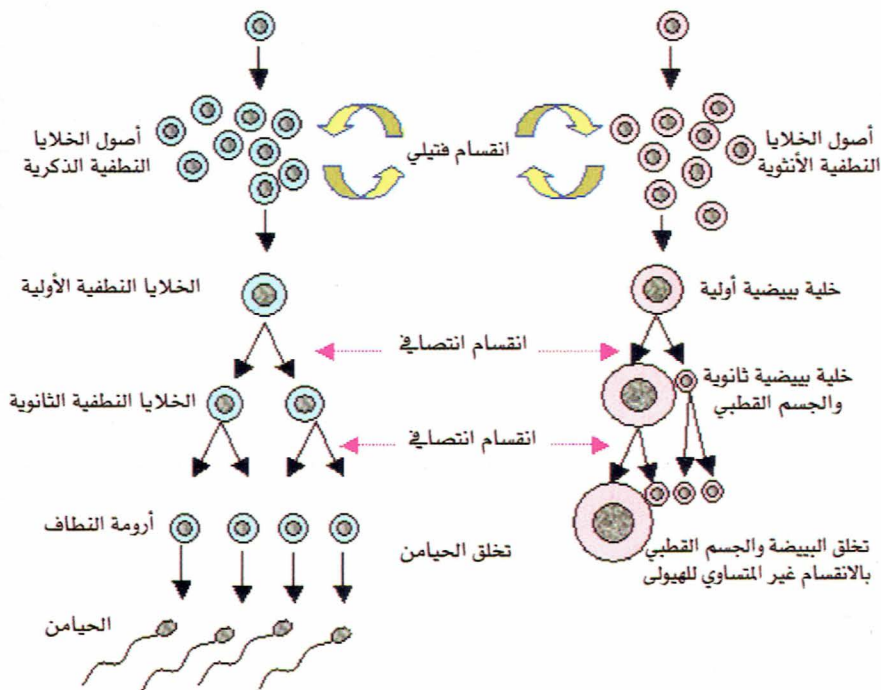 أصول الخلايا
النطفية الأنثوية
انقسام فتيلي
أصول الخلايا
النطفية الذكرية
خلية بييضية أولية
الخلايا النطفية الأولية
انقسام انتصافي
خلية بييضية ثانوية
والجسم القطبي
الخلايا النطفية الثانوية
انقسام انتصافي
أرومة النطاف
تخلق الحيامن
تخلق البييضة والجسم القطبي
بالانقسام غير المتساوي للهيولى
الحيامن